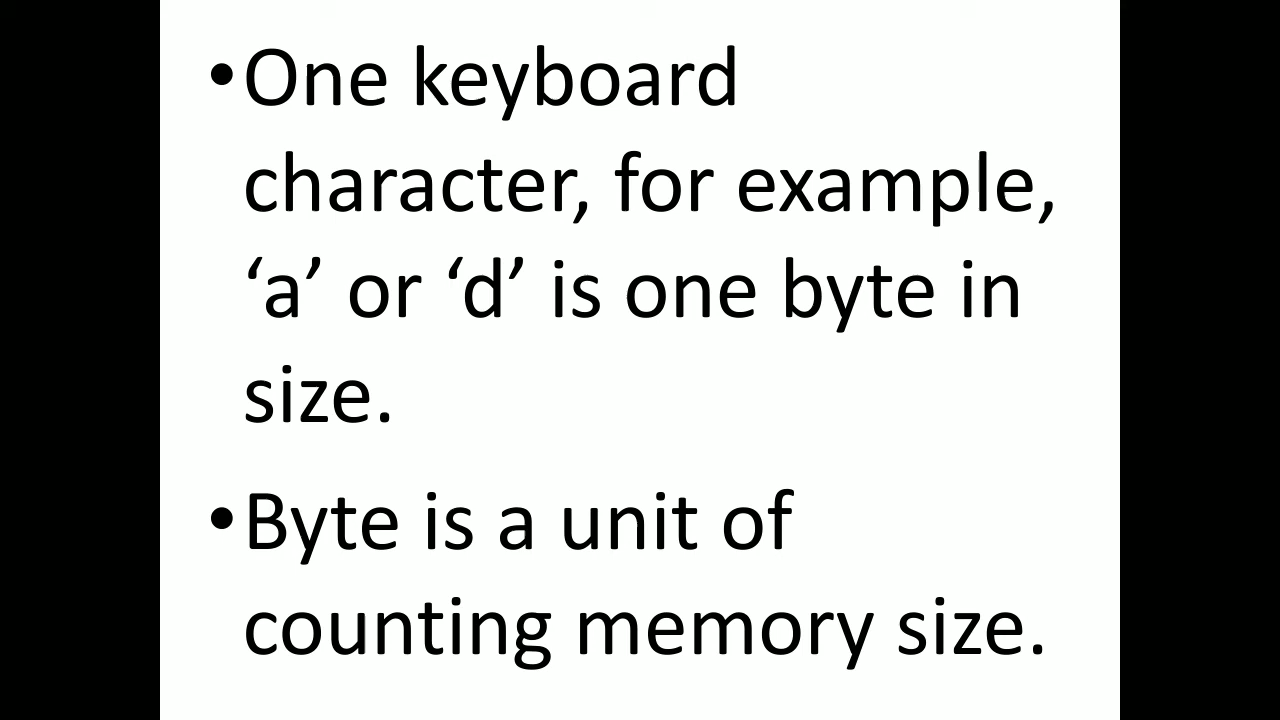 •One keyboard
character, for example,
‘a’ or ‘d’ is one byte in
size.
•Byte is a unit of
counting memory size.